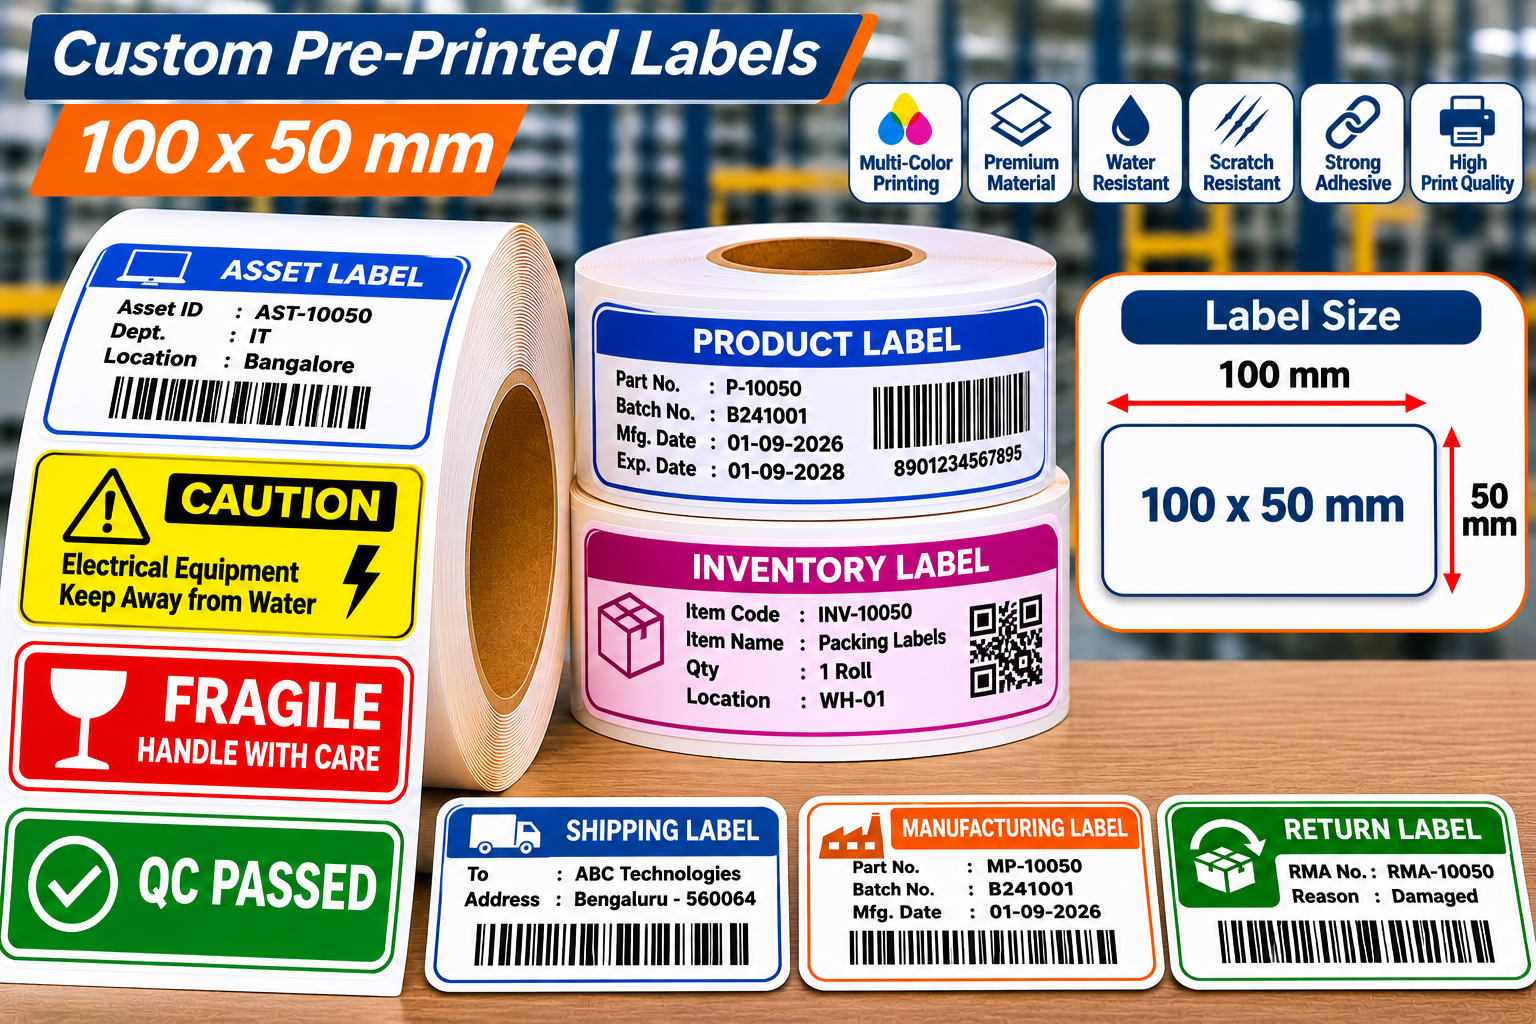 Custom Pre-Printed Labels
100 x 50 mm
Multi-Color
Printing
Premium
Material
Water
Resistant
Scratch
Resistant
Strong
Adhesive
High
Print Quality
ASSET LABEL
Asset ID : AST-10050
Dept. : IT
Location : Bangalore
CAUTION
Electrical Equipment
Keep Away from Water
FRAGILE
HANDLE WITH CARE
QC PASSED
PRODUCT LABEL
Part No. : P-10050
Batch No. : B241001
Mfg. Date : 01-09-2026
Exp. Date : 01-09-2028
8901234567895
INVENTORY LABEL
Item Code : INV-10050
Item Name : Packing Labels
Qty : 1 Roll
Location : WH-01
Label Size
100 mm
100 x 50 mm
50
mm
SHIPPING LABEL
To : ABC Technologies
Address : Bengaluru - 560064
MANUFACTURING LABEL
Part No. : MP-10050
Batch No. : B241001
Mfg. Date : 01-09-2026
RETURN LABEL
RMA No. : RMA-10050
Reason : Damaged